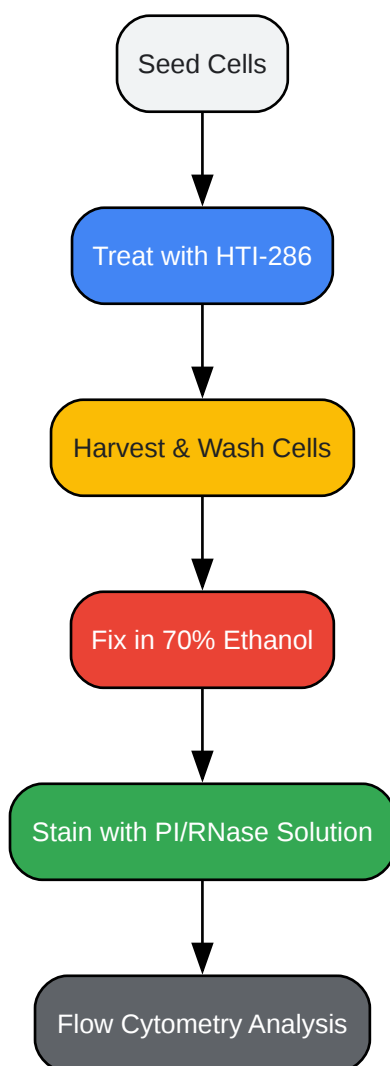 Seed Cells
Treat with HTI-286
Harvest & Wash Cells
Fix in 70% Ethanol
Stain with PI/RNase Solution
Flow Cytometry Analysis